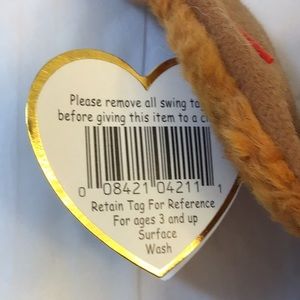 Please remove all swing ta
before giving this item to a c
0 08421 04211 1
Retain Tag For Reference
For ages 3 and up
Surface
Wash